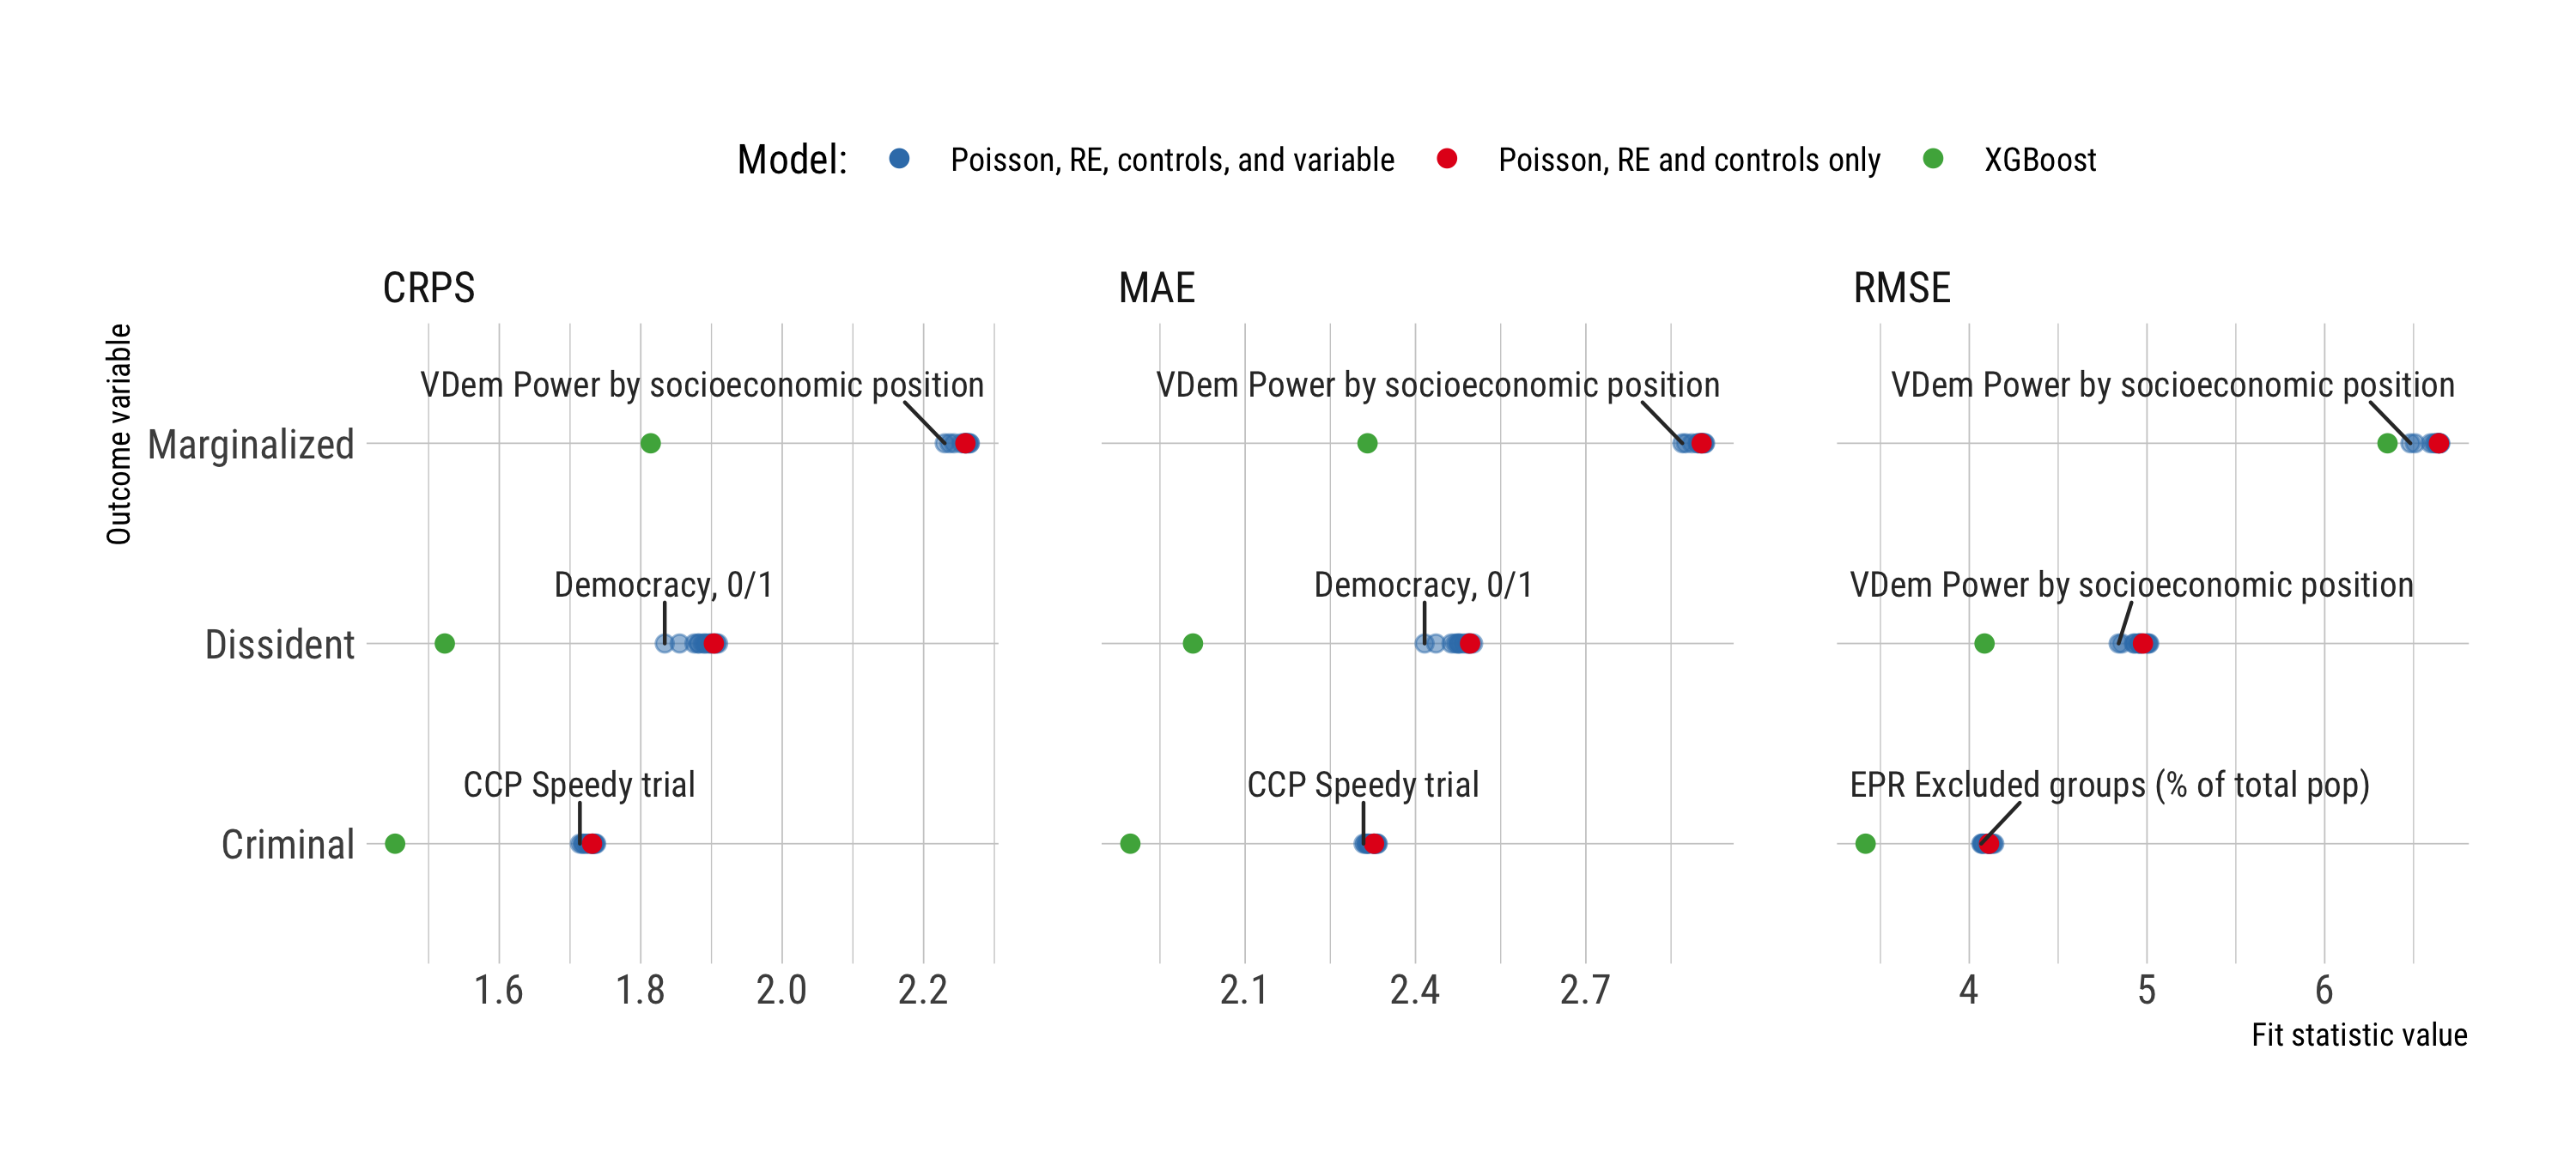 Model: Poisson, RE, controls, and variable Poisson, RE and controls only XGBoost
CRPS MAE RMSE
Outcome variable
VDem Power by socioeconomic position VDem Power by socioeconomic position VDem Power by socioeconomic position
Marginalized
Democracy, 0/1 Democracy, 0/1 VDem Power by socioeconomic position
Dissident
CCP Speedy trial CCP Speedy trial EPR Excluded groups (% of total pop)
Criminal
1.6 1.8 2.0 2.2 2.1 2.4 2.7 4 5 6
Fit statistic value